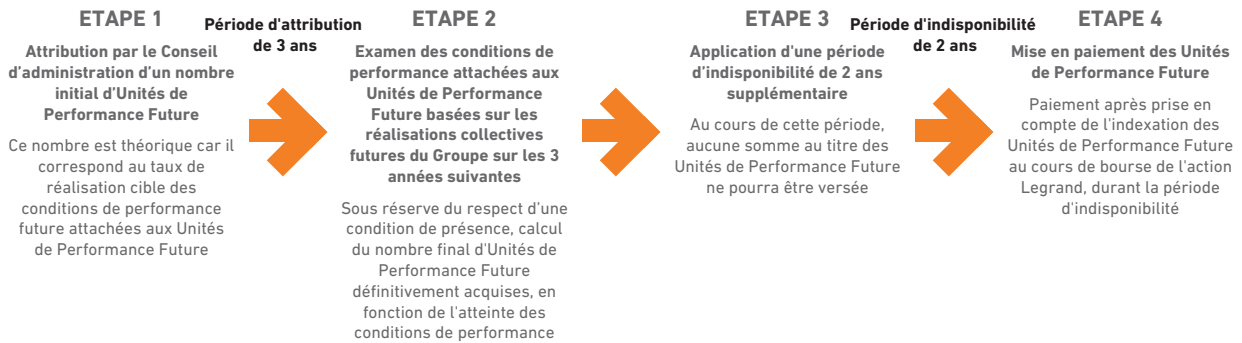 ETAPE 1
Attribution par le Conseil
d’administration d’un nombre
initial d’Unités de
Performance Future
Ce nombre est théorique car il
correspond au taux de
réalisation cible des
conditions de performance
future attachées aux Unités
de Performance Future
Période d'attribution
de 3 ans
ETAPE 2
Examen des conditions de
performance attachées aux
Unités de Performance
Future basées sur les
réalisations collectives
futures du Groupe sur les 3
années suivantes
Sous réserve du respect d’une
condition de présence, calcul
du nombre final d'Unités de
Performance Future
définitivement acquises, en
fonction de l'atteinte des
conditions de performance
ETAPE 3
Application d'une période
d’indisponibilité de 2 ans
supplémentaire
Au cours de cette période,
aucune somme au titre des
Unités de Performance Future
ne pourra être versée
Période d'indisponibilité
de 2 ans
ETAPE 4
Mise en paiement des Unités
de Performance Future
Paiement après prise en
compte de l'indexation des
Unités de Performance Future
au cours de bourse de l'action
Legrand, durant la période
d'indisponibilité